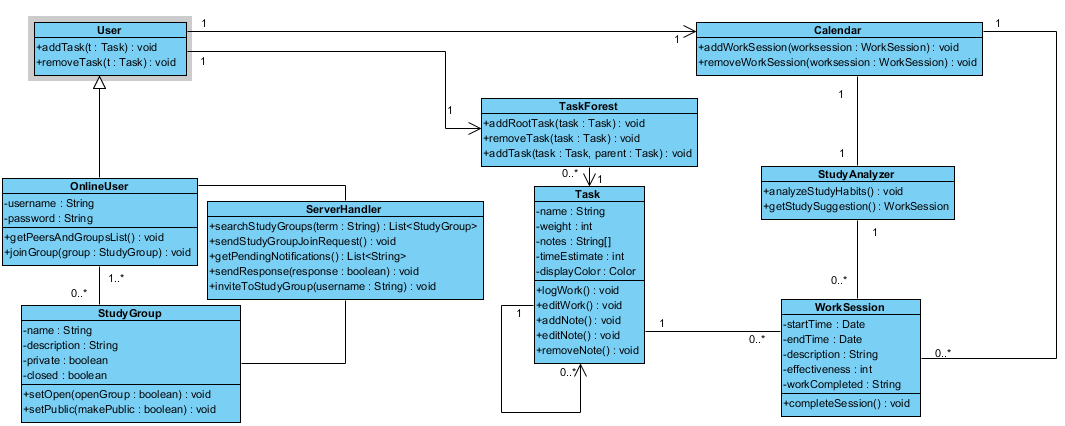 User
+addTask(t : Task) : void
+removeTask(t : Task) : void
1
1
1
1
Calendar
+addWorkSession(worksession : WorkSession) : void
+removeWorkSession(worksession : WorkSession) : void
1
TaskForest
+addRootTask(task : Task) : void
+removeTask(task : Task) : void
+addTask(task : Task, parent : Task) : void
0..*
1
1
1
StudyAnalyzer
+analyzeStudyHabits() : void
+getStudySuggestion() : WorkSession
1
0..*
OnlineUser
-username : String
-password : String
+getPeersAndGroupsList() : void
+joinGroup(group : StudyGroup) : void
1..*
0..*
ServerHandler
+searchStudyGroups(term : String) : List<StudyGroup>
+sendStudyGroupJoinRequest() : void
+getPendingNotifications() : List<String>
+sendResponse(response : boolean) : void
+inviteToStudyGroup(username : String) : void
Task
-name : String
-weight : int
-notes : String[]
-timeEstimate : int
-displayColor : Color
+logWork() : void
+editWork() : void
+addNote() : void
+editNote() : void
+removeNote() : void
1
0..*
1
0..*
StudyGroup
-name : String
-description : String
-private : boolean
-closed : boolean
+setOpen(openGroup : boolean) : void
+setPublic(makePublic : boolean) : void
WorkSession
-startTime : Date
-endTime : Date
-description : String
-effectiveness : int
-workCompleted : String
+completeSession() : void
0..*